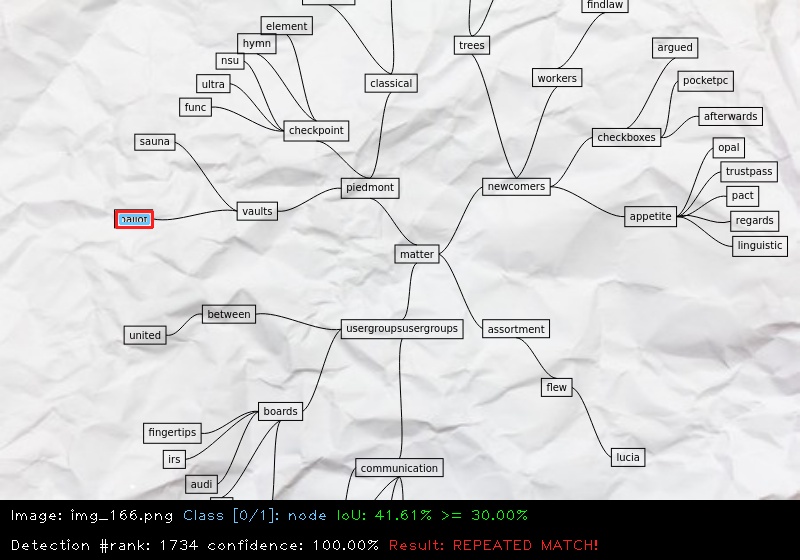 findlaw
element
trees
argued
hymn
nsu
workers
pocketpc
ultra
classical
func
afterwards
checkpoint
checkboxes
sauna
opal
trustpass
piedmont
newcomers
pact
vaults
appetite
regards
linguistic
matter
between
usergroupsusergroups
assortment
united
flew
boards
fingertips
irs
lucia
communication
audi
Image: img_166.png Class [0/1]: node IoU: 41.61% >= 30.00%
Detection #rank: 1734 confidence: 100.00% Result: REPEATED MATCH!